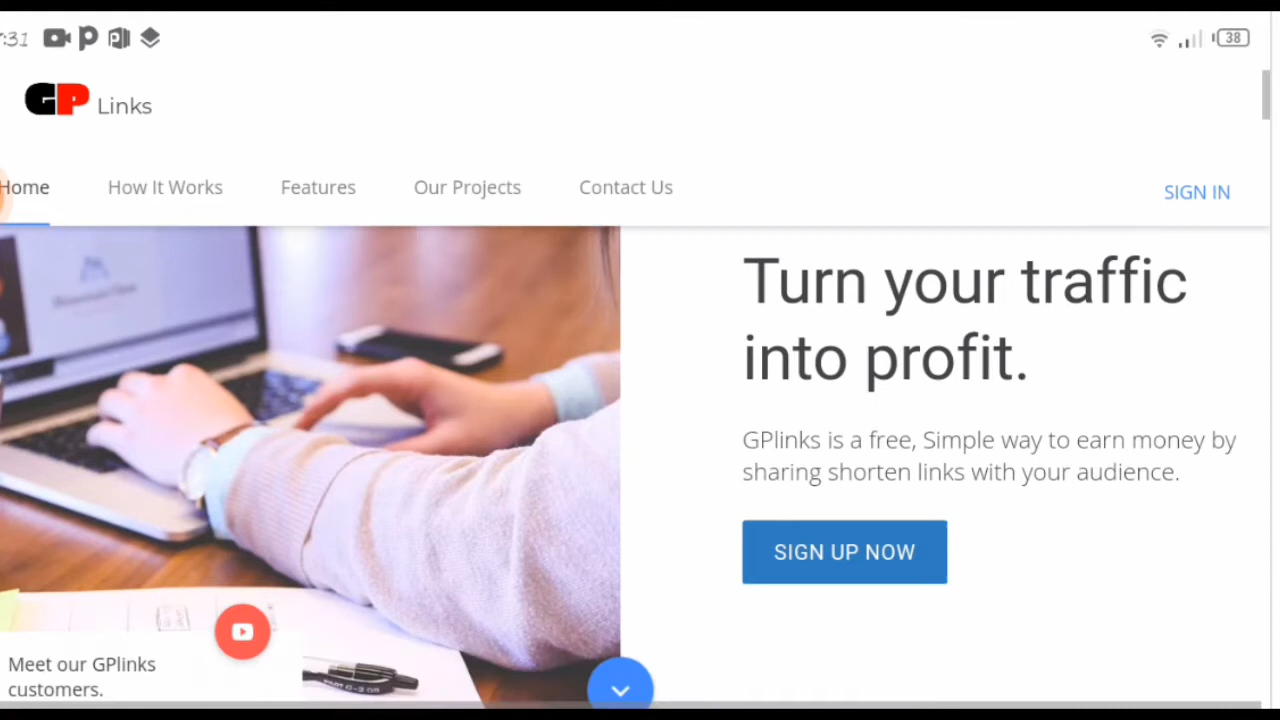 :31
38
GP Links
Home
How It Works
Features
Our Projects
Contact Us
SIGN IN
Turn your traffic
into profit.
GPlinks is a free, Simple way to earn money by
sharing shorten links with your audience.
SIGN UP NOW
Meet our GPlinks
customers.